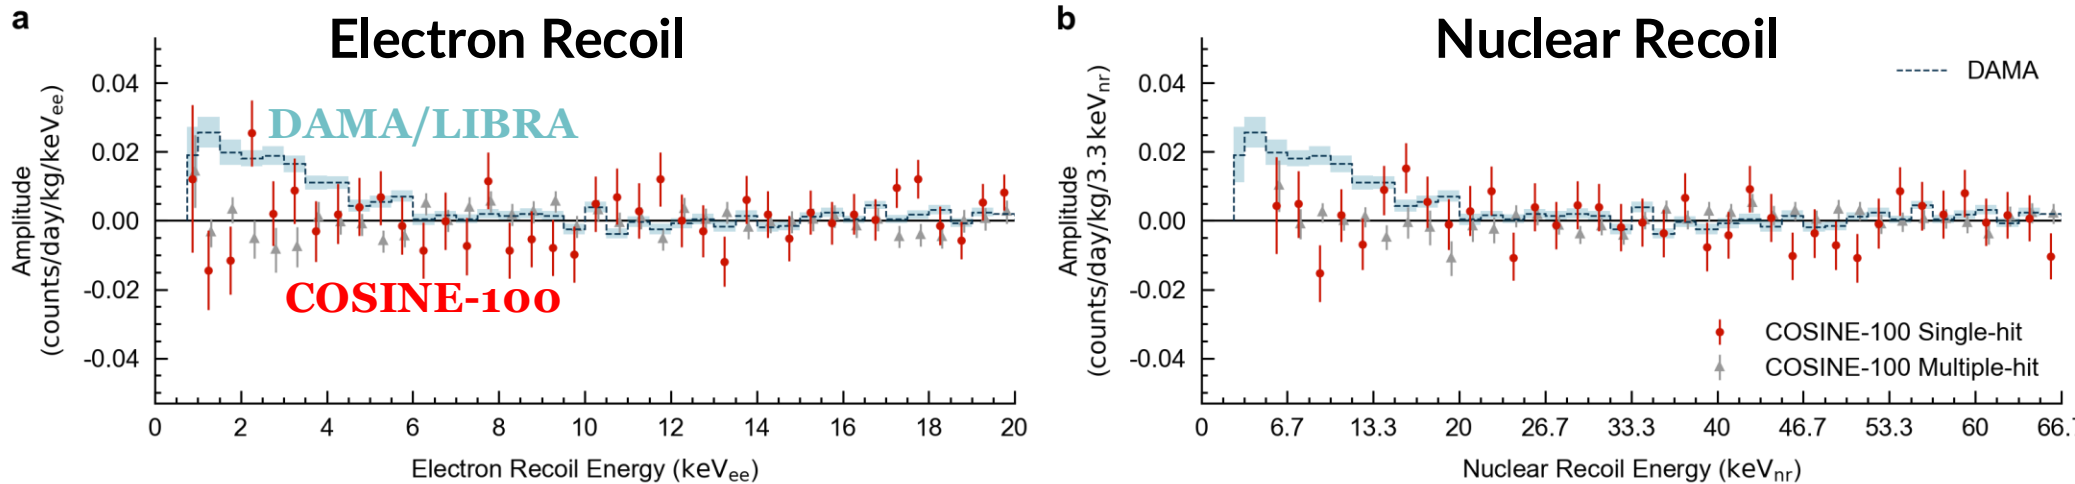 a
Electron Recoil
DAMA/LIBRA
COSINE-100
0.04
0.02
0.00
-0.02
-0.04
Amplitude
(counts/day/kg/keVee)
0 2 4 6 8 10 12 14 16 18 20
Electron Recoil Energy (keVee)
b
Nuclear Recoil
DAMA
0.04
0.02
0.00
-0.02
-0.04
Amplitude
(counts/day/kg/3.3 keVnr)
COSINE-100 Single-hit
COSINE-100 Multiple-hit
0 6.7 13.3 20 26.7 33.3 40 46.7 53.3 60 66.
Nuclear Recoil Energy (keVnr)